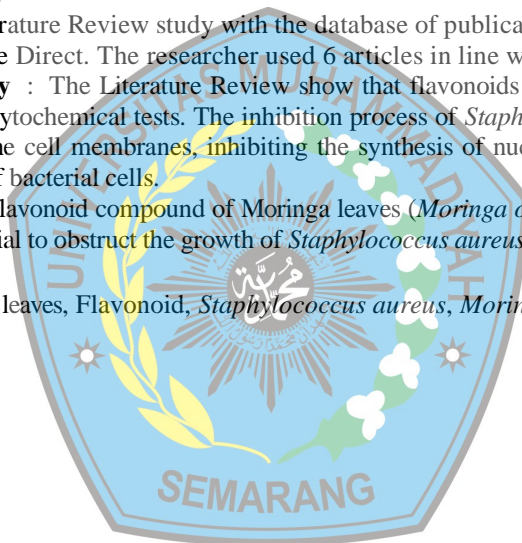 rature Review study with the database of publica
e Direct. The researcher used 6 articles in line w
y : The Literature Review show that flavonoids
ytochemical tests. The inhibition process of Staph
ne cell membranes, inhibiting the synthesis of nuc
f bacterial cells.
lavonoid compound of Moringa leaves (Moringa o
ial to obstruct the growth of Staphylococcus aureus
leaves, Flavonoid, Staphylococcus aureus, Morin
UNIVERSITAS MUHAMMADIYAH
SEMARANG